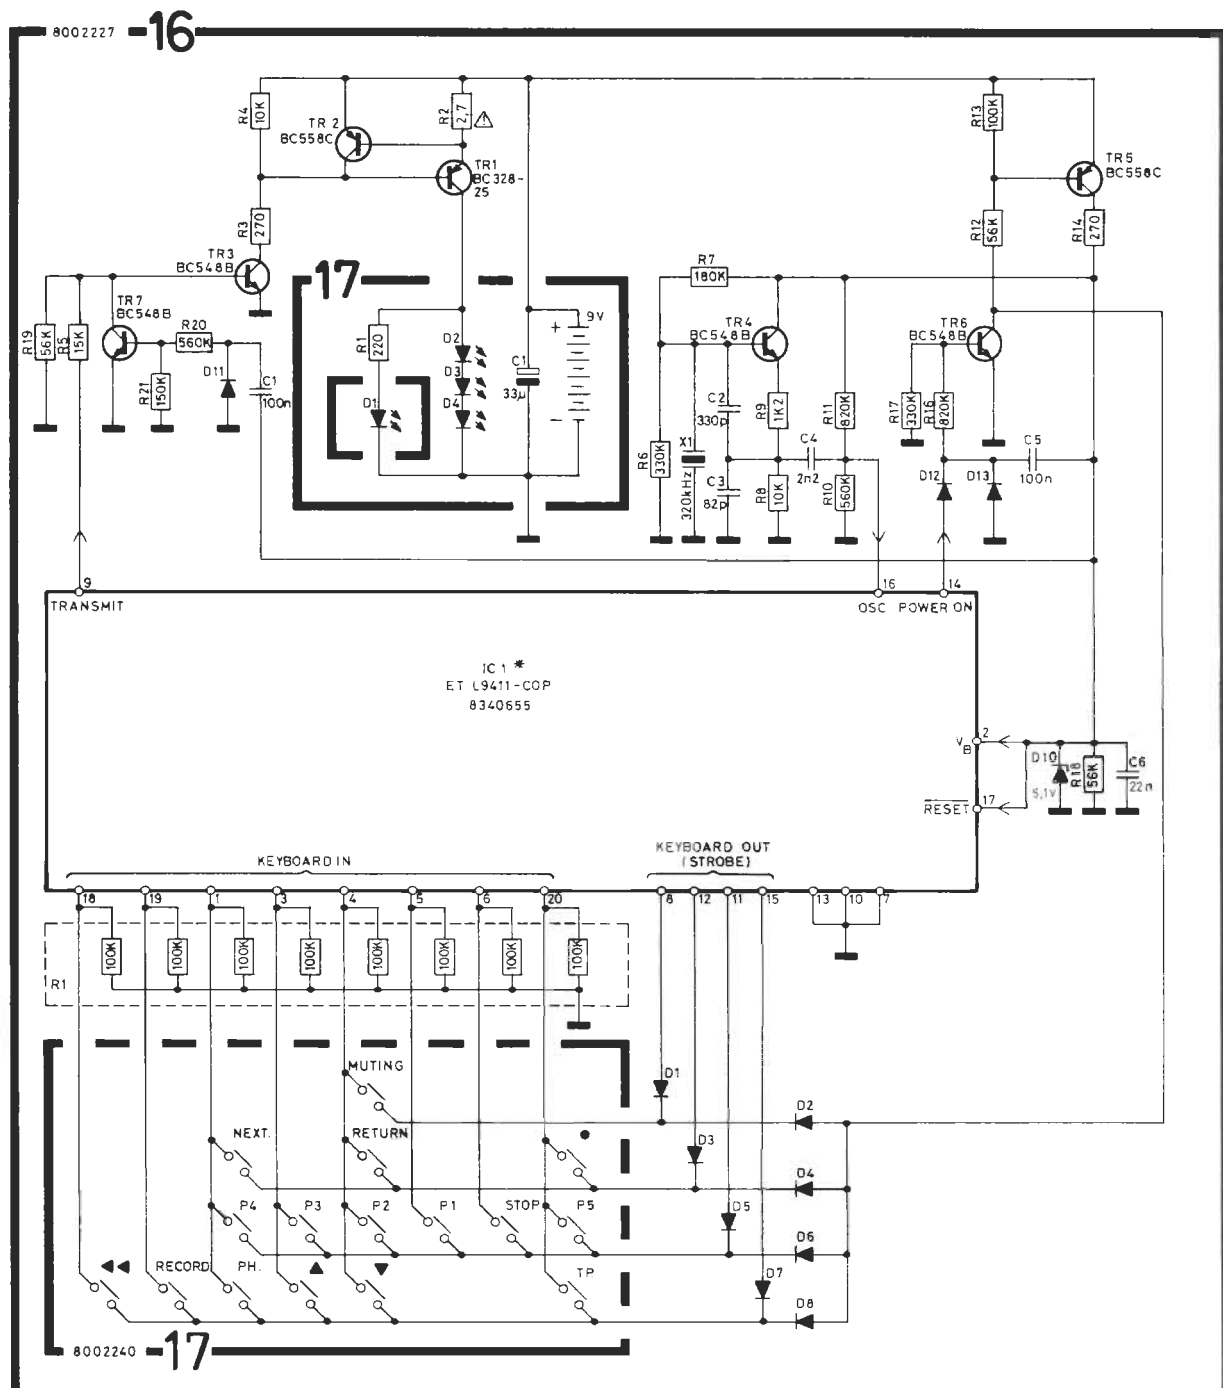 8002227 16
R4 10K
TR 2
BC558C
R2 2,7
TR1
BC328-
25
R13 100K
TR5
BC558C
R3 270
R12 56K
R14 270
TR3
BC548B
17
R7
180K
TR7
BC548B
R19 56K
R5 15K
R20
560K
R21 150K
D11
C1
100n
R1 220
D1
D2
D3
D4
C1
33µ
+ 9V
−
TR4
BC548B
TR6
BC548B
C2
330p
R9 1K2
R11 820K
R17 330K
R16 820K
R6 330K
X1
320kHz
C3
82p
R8 10K
C4
2n2
R10 560K
D12
D13
C5
100n
9
TRANSMIT
16
OSC
14
POWER ON
IC 1 *
ET L9411-COP
8340655
VB
2
RESET
17
D10
5,1V
R18 56K
C6
22n
KEYBOARD IN
KEYBOARD OUT
(STROBE)
18 19 1 3 4 5 6 20 8 12 11 15 13 10 7
R1 100K 100K 100K 100K 100K 100K 100K 100K
MUTING
D1
D2
NEXT.
RETURN
D3
D4
P4 P3 P2 P1 STOP P5
D5
D6
◀◀ RECORD PH. ▲ ▼ T.P.
D7
D8
8002240 17